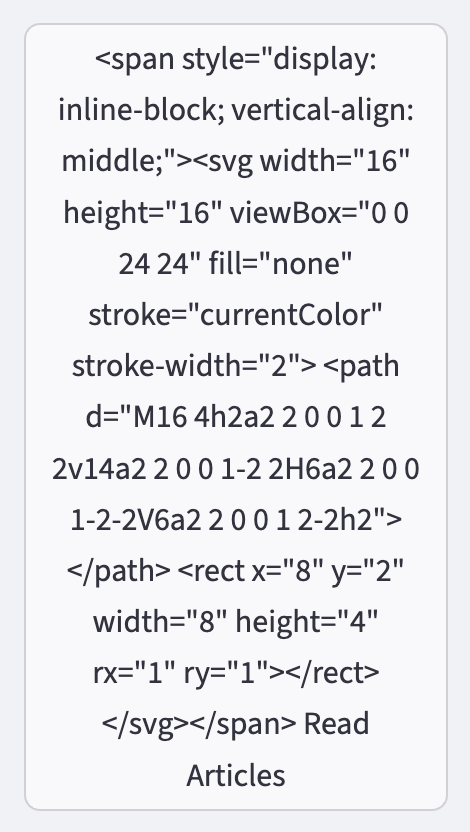 <span style="display:
inline-block; vertical-align:
middle;"><svg width="16"
height="16" viewBox="0 0
24 24" fill="none"
stroke="currentColor"
stroke-width="2"> <path
d="M16 4h2a2 2 0 0 1 2
2v14a2 2 0 0 1-2 2H6a2 2 0 0
1-2-2V6a2 2 0 0 1 2-2h2">
</path> <rect x="8" y="2"
width="8" height="4"
rx="1" ry="1"></rect>
</svg></span> Read
Articles